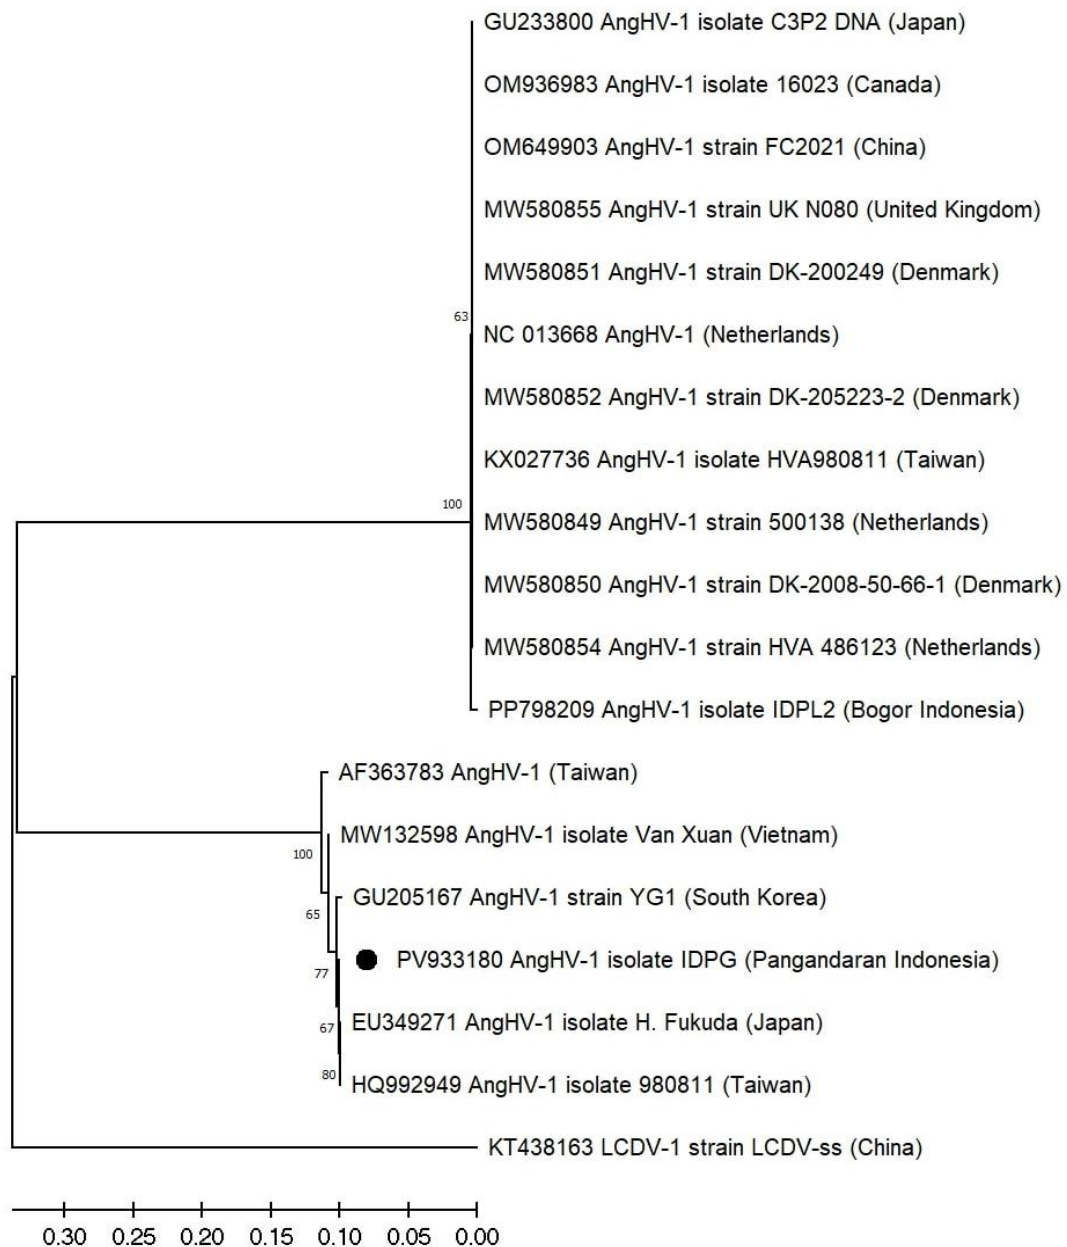 GU233800 AngHV-1 isolate C3P2 DNA (Japan)
OM936983 AngHV-1 isolate 16023 (Canada)
OM649903 AngHV-1 strain FC2021 (China)
MW580855 AngHV-1 strain UK N080 (United Kingdom)
MW580851 AngHV-1 strain DK-200249 (Denmark)
63
NC 013668 AngHV-1 (Netherlands)
MW580852 AngHV-1 strain DK-205223-2 (Denmark)
KX027736 AngHV-1 isolate HVA980811 (Taiwan)
100
MW580849 AngHV-1 strain 500138 (Netherlands)
MW580850 AngHV-1 strain DK-2008-50-66-1 (Denmark)
MW580854 AngHV-1 strain HVA 486123 (Netherlands)
PP798209 AngHV-1 isolate IDPL2 (Bogor Indonesia)
AF363783 AngHV-1 (Taiwan)
MW132598 AngHV-1 isolate Van Xuan (Vietnam)
100
GU205167 AngHV-1 strain YG1 (South Korea)
65
PV933180 AngHV-1 isolate IDPG (Pangandaran Indonesia)
77
EU349271 AngHV-1 isolate H. Fukuda (Japan)
67
80
HQ992949 AngHV-1 isolate 980811 (Taiwan)
KT438163 LCDV-1 strain LCDV-ss (China)
0.30 0.25 0.20 0.15 0.10 0.05 0.00